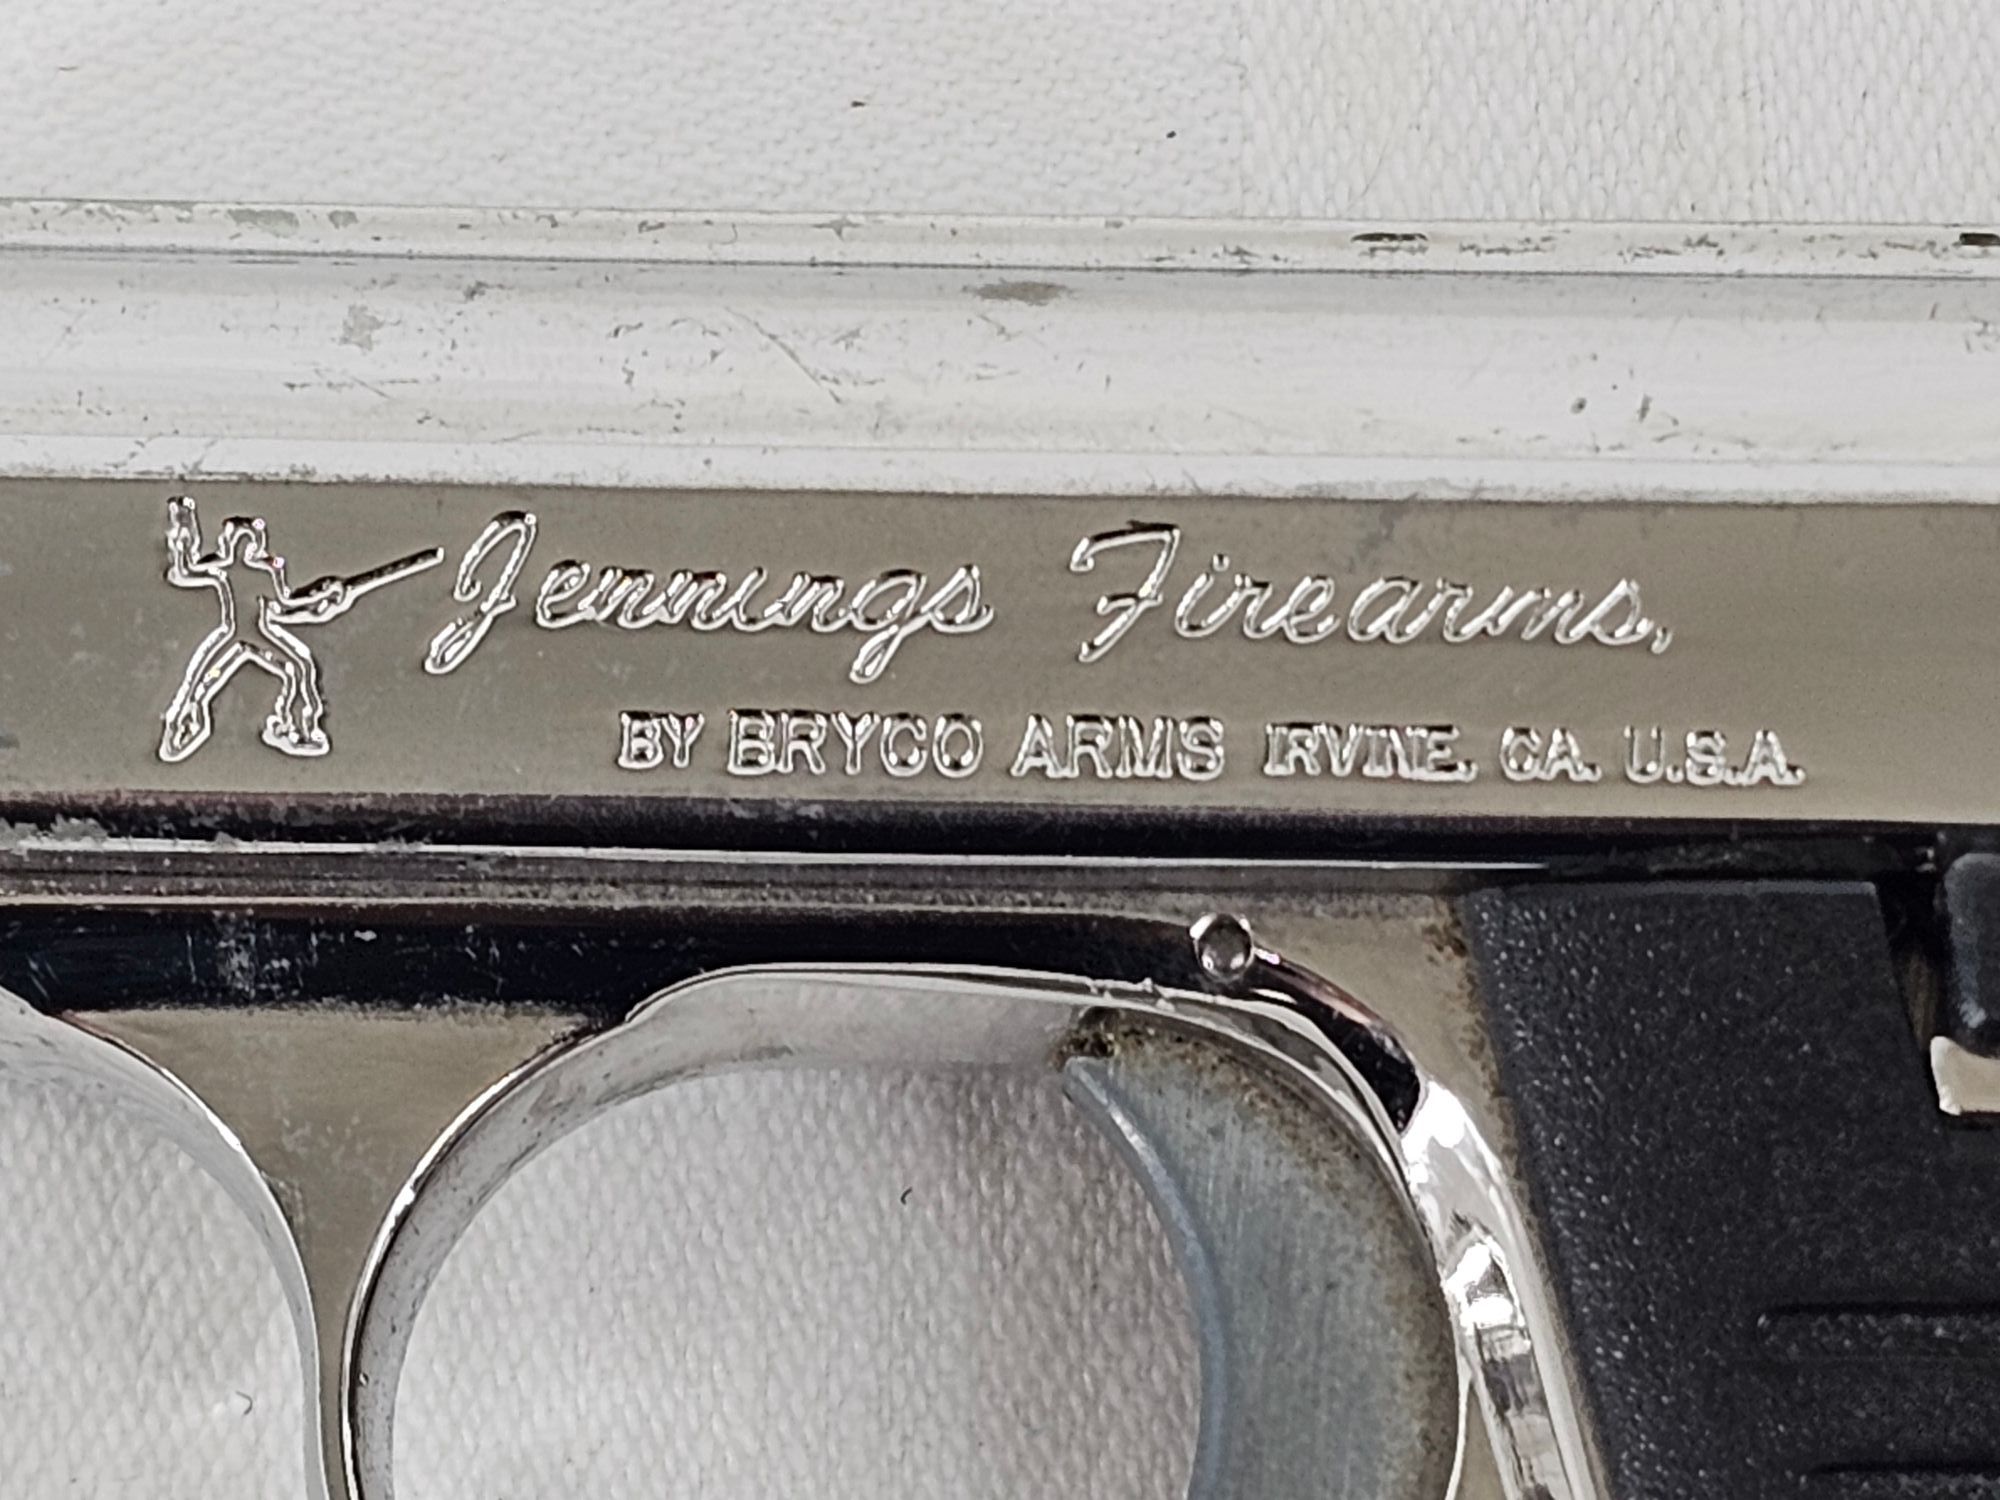 Jennings Firearms,
BY BRYCO ARMS IRVINE, CA. U.S.A.